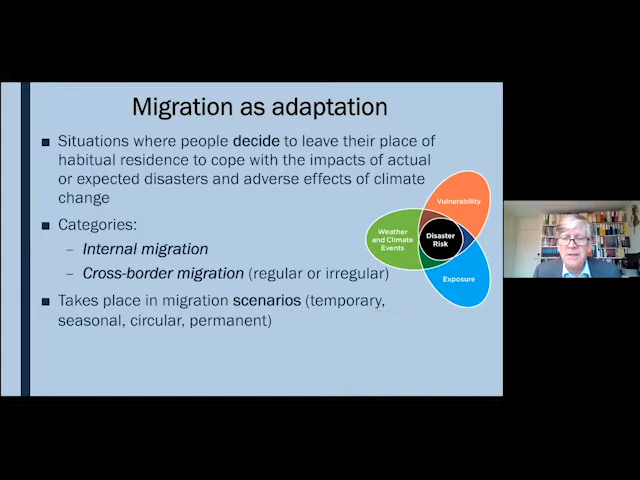 Migration as adaptation
■ Situations where people decide to leave their place of
habitual residence to cope with the impacts of actual
or expected disasters and adverse effects of climate
change
■ Categories:
– Internal migration
– Cross-border migration (regular or irregular)
■ Takes place in migration scenarios (temporary,
seasonal, circular, permanent)
Vulnerability
Weather
and Climate
Events
Disaster
Risk
Exposure